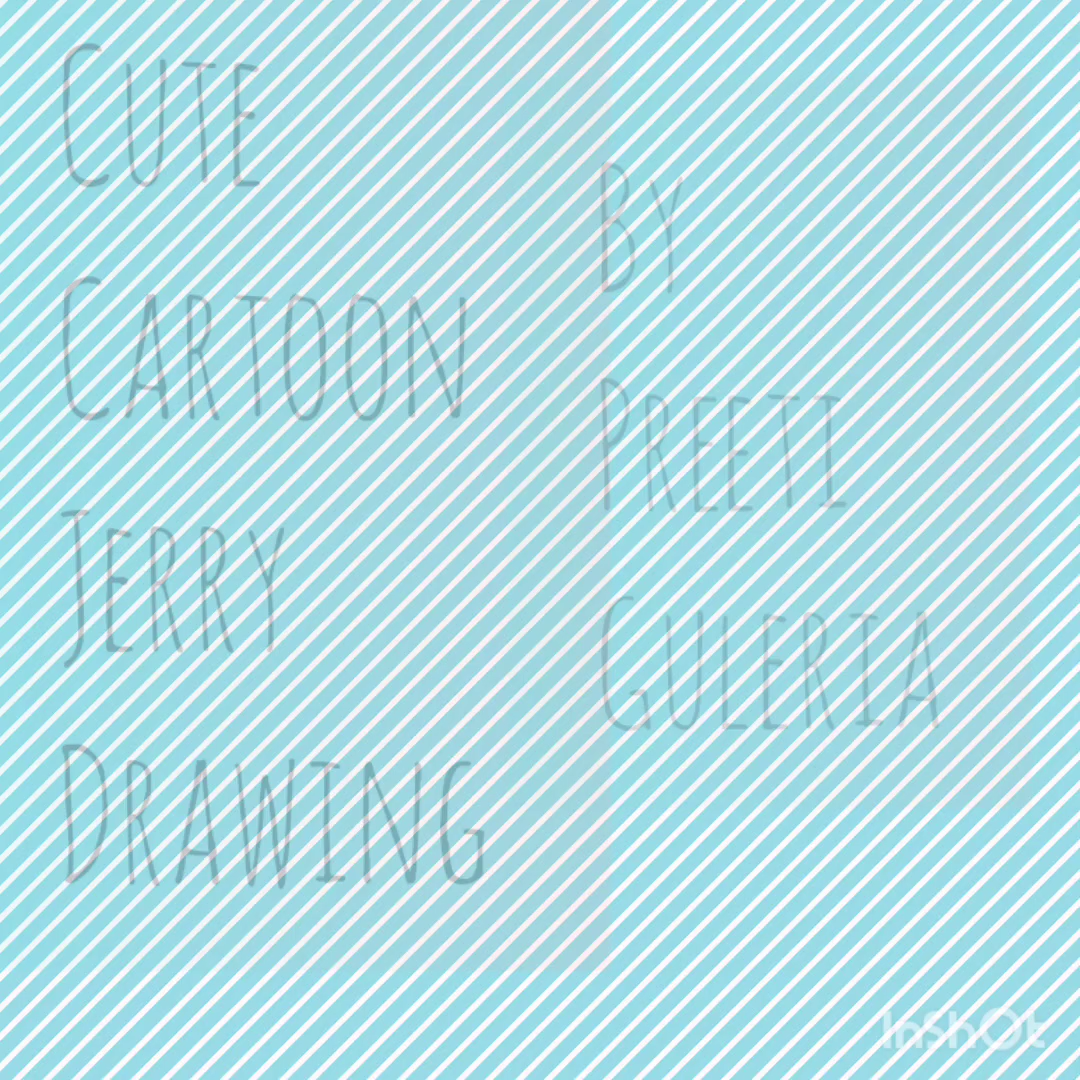 Cute
Cartoon
Jerry
Drawing
By
Preeti
Guleria
InShOt